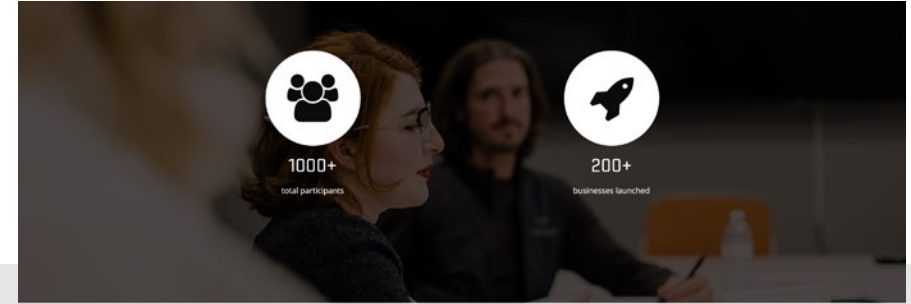 1000+
total participants
200+
businesses launched